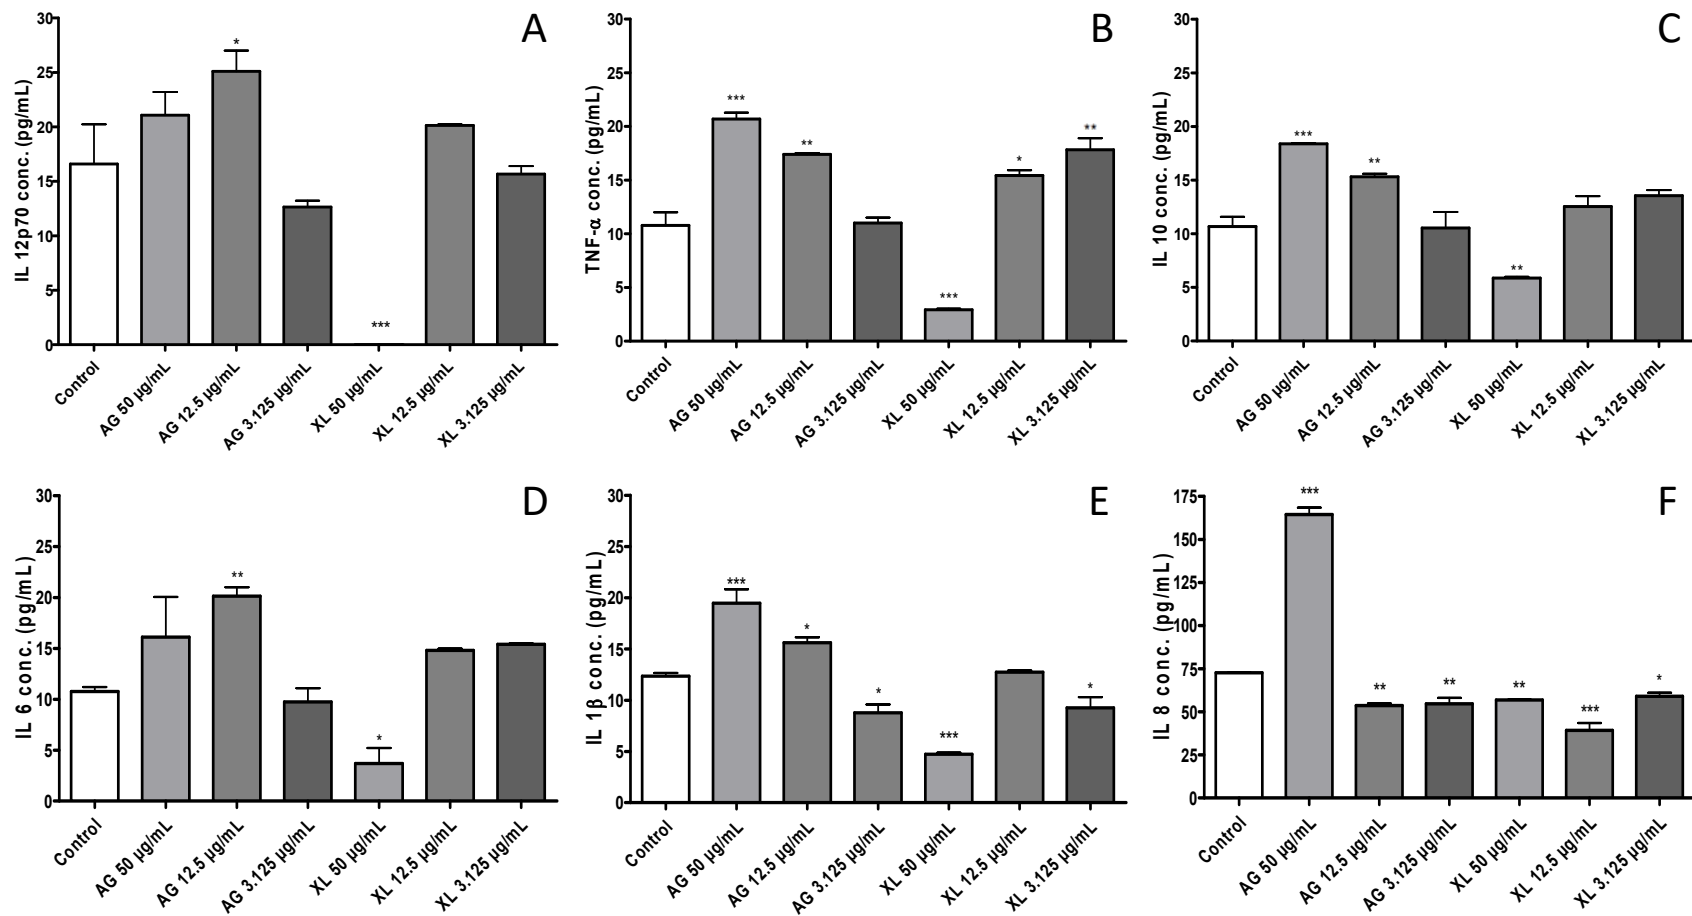 A
IL 12p70 conc. (pg/mL)
30
25
20
15
10
5
0
*
***
Control
AG 50 µg/mL
AG 12.5 µg/mL
AG 3.125 µg/mL
XL 50 µg/mL
XL 12.5 µg/mL
XL 3.125 µg/mL
B
TNF-α conc. (pg/mL)
30
25
20
15
10
5
0
***
**
***
*
**
Control
AG 50 µg/mL
AG 12.5 µg/mL
AG 3.125 µg/mL
XL 50 µg/mL
XL 12.5 µg/mL
XL 3.125 µg/mL
C
IL 10 conc. (pg/mL)
30
25
20
15
10
5
0
***
**
**
Control
AG 50 µg/mL
AG 12.5 µg/mL
AG 3.125 µg/mL
XL 50 µg/mL
XL 12.5 µg/mL
XL 3.125 µg/mL
D
IL 6 conc. (pg/mL)
30
25
20
15
10
5
0
**
*
Control
AG 50 µg/mL
AG 12.5 µg/mL
AG 3.125 µg/mL
XL 50 µg/mL
XL 12.5 µg/mL
XL 3.125 µg/mL
E
IL 1β conc. (pg/mL)
30
25
20
15
10
5
0
***
*
*
***
*
Control
AG 50 µg/mL
AG 12.5 µg/mL
AG 3.125 µg/mL
XL 50 µg/mL
XL 12.5 µg/mL
XL 3.125 µg/mL
F
IL 8 conc. (pg/mL)
175
150
125
100
75
50
25
0
***
**
**
**
***
*
Control
AG 50 µg/mL
AG 12.5 µg/mL
AG 3.125 µg/mL
XL 50 µg/mL
XL 12.5 µg/mL
XL 3.125 µg/mL